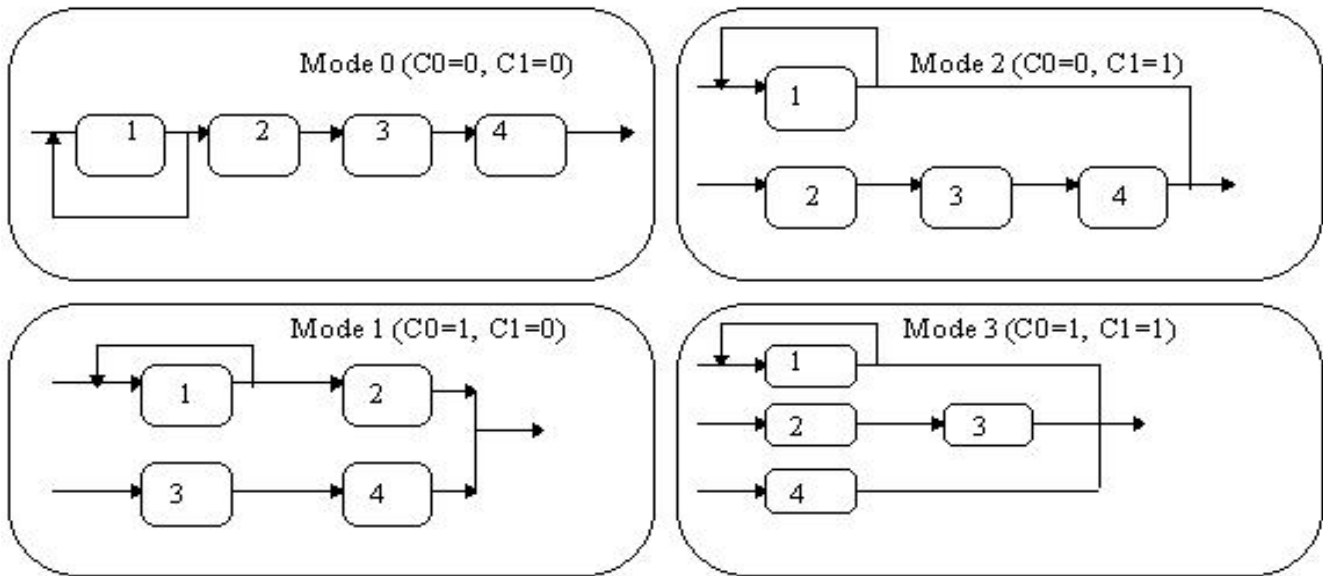 Mode 0 (C0=0, C1=0)
1 2 3 4
Mode 2 (C0=0, C1=1)
1
2 3 4
Mode 1 (C0=1, C1=0)
1 2
3 4
Mode 3 (C0=1, C1=1)
1
2 3
4